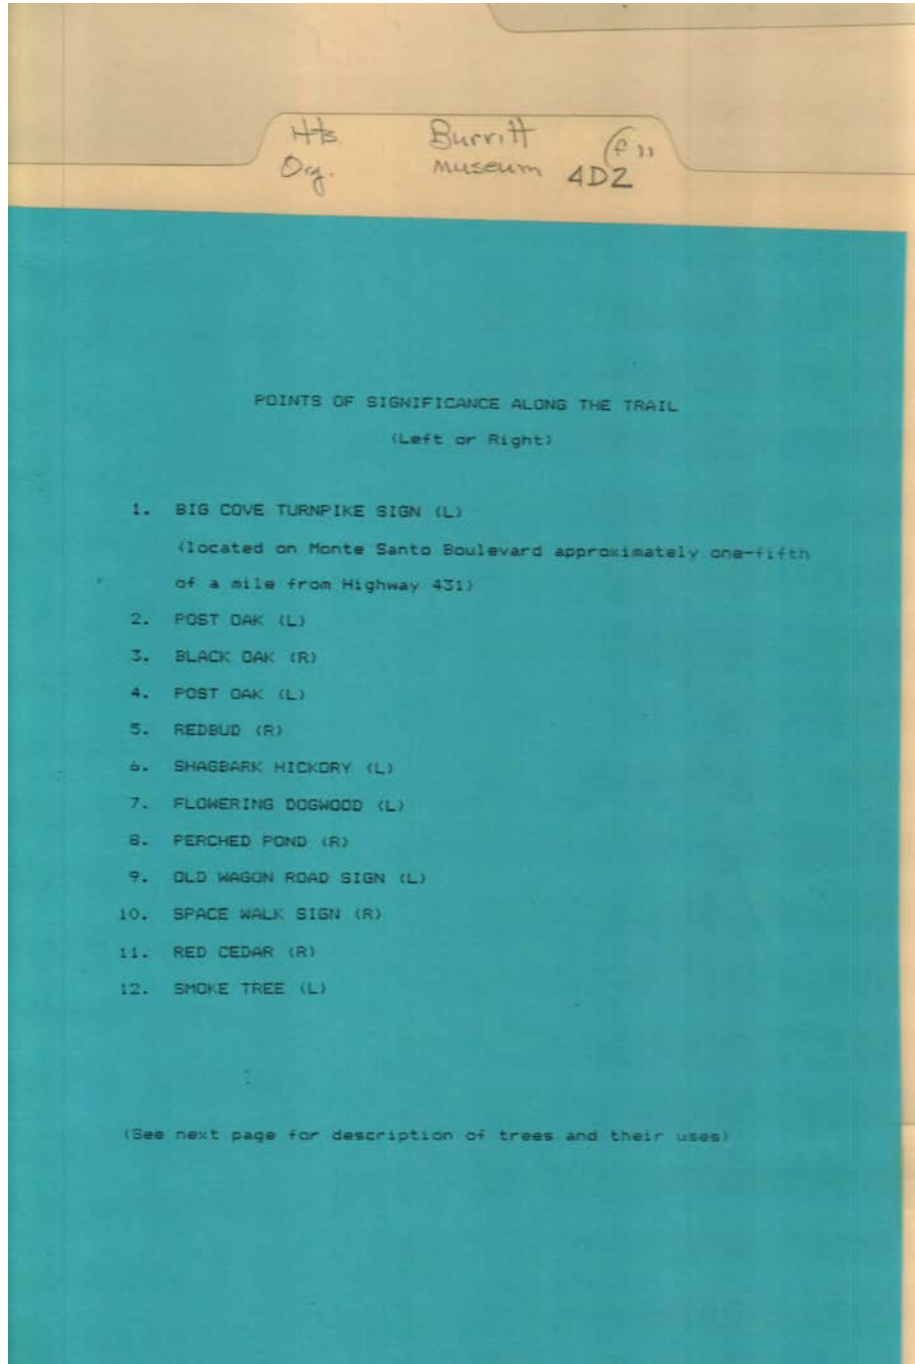 Hts. Burritt (f))
Org. Museum 4D2
POINTS OF SIGNIFICANCE ALONG THE TRAIL
(Left or Right)
1. BIG COVE TURNPIKE SIGN (L)
(located on Monte Santo Boulevard approximately one-fifth
of a mile from Highway 431)
2. POST OAK (L)
3. BLACK OAK (R)
4. POST OAK (L)
5. REDBUD (R)
6. SHAGBARK HICKORY (L)
7. FLOWERING DOGWOOD (L)
8. PERCHED POND (R)
9. OLD WAGON ROAD SIGN (L)
10. SPACE WALK SIGN (R)
11. RED CEDAR (R)
12. SMOKE TREE (L)
(See next page for description of trees and their uses)